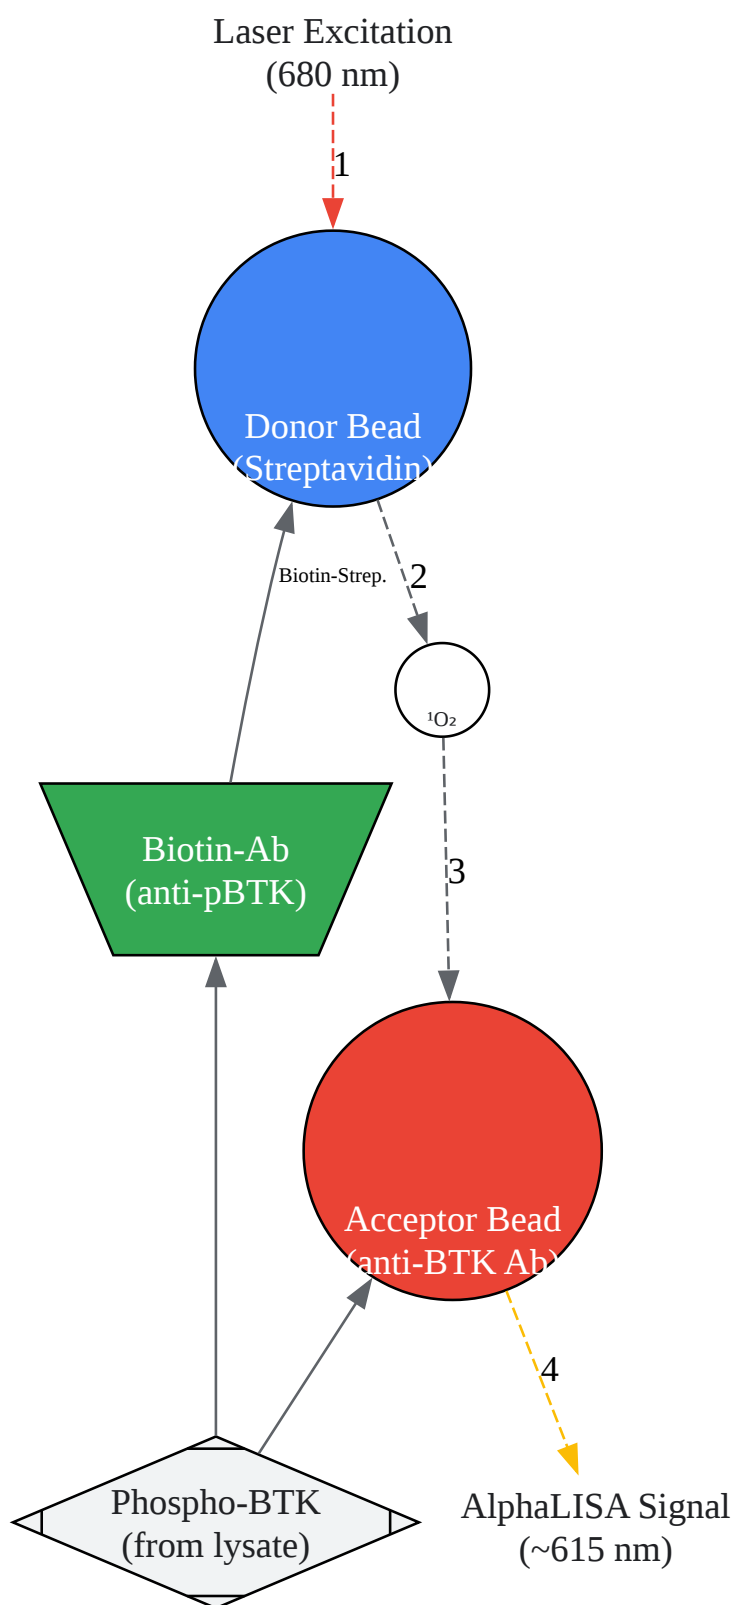 Laser Excitation
(680 nm)
1
Donor Bead
(Streptavidin)
Biotin-Strep.
2
¹O₂
Biotin-Ab
(anti-pBTK)
3
Acceptor Bead
(anti-BTK Ab)
4
Phospho-BTK
(from lysate)
AlphaLISA Signal
(~615 nm)